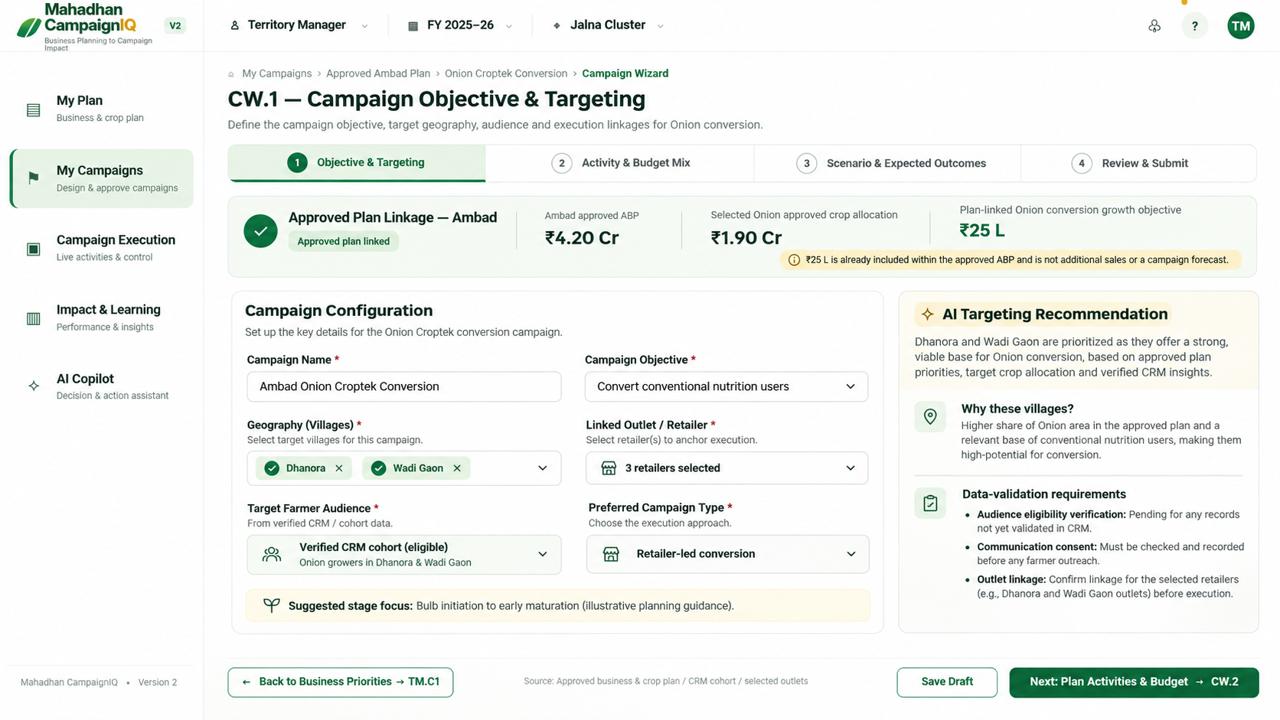 Mahadhan
CampaignIQ
Business Planning to Campaign
Impact
V2
Territory Manager
FY 2025–26
Jalna Cluster
?
TM
My Plan
Business & crop plan
My Campaigns
Design & approve campaigns
Campaign Execution
Live activities & control
Impact & Learning
Performance & insights
AI Copilot
Decision & action assistant
Mahadhan CampaignIQ • Version 2
My Campaigns › Approved Ambad Plan › Onion Croptek Conversion › Campaign Wizard
CW.1 — Campaign Objective & Targeting
Define the campaign objective, target geography, audience and execution linkages for Onion conversion.
1 Objective & Targeting
2 Activity & Budget Mix
3 Scenario & Expected Outcomes
4 Review & Submit
Approved Plan Linkage — Ambad
Approved plan linked
Ambad approved ABP
₹4.20 Cr
Selected Onion approved crop allocation
₹1.90 Cr
Plan-linked Onion conversion growth objective
₹25 L
₹25 L is already included within the approved ABP and is not additional sales or a campaign forecast.
Campaign Configuration
Set up the key details for the Onion Croptek conversion campaign.
Campaign Name *
Ambad Onion Croptek Conversion
Campaign Objective *
Convert conventional nutrition users
Geography (Villages) *
Select target villages for this campaign.
Dhanora ×
Wadi Gaon ×
Linked Outlet / Retailer *
Select retailer(s) to anchor execution.
3 retailers selected
Target Farmer Audience *
From verified CRM / cohort data.
Verified CRM cohort (eligible)
Onion growers in Dhanora & Wadi Gaon
Preferred Campaign Type *
Choose the execution approach.
Retailer-led conversion
Suggested stage focus: Bulb initiation to early maturation (illustrative planning guidance).
AI Targeting Recommendation
Dhanora and Wadi Gaon are prioritized as they offer a strong,
viable base for Onion conversion, based on approved plan
priorities, target crop allocation and verified CRM insights.
Why these villages?
Higher share of Onion area in the approved plan and a
relevant base of conventional nutrition users, making them
high-potential for conversion.
Data-validation requirements
• Audience eligibility verification: Pending for any records
not yet validated in CRM.
• Communication consent: Must be checked and recorded
before any farmer outreach.
• Outlet linkage: Confirm linkage for the selected retailers
(e.g., Dhanora and Wadi Gaon outlets) before execution.
← Back to Business Priorities → TM.C1
Source: Approved business & crop plan / CRM cohort / selected outlets
Save Draft
Next: Plan Activities & Budget → CW.2